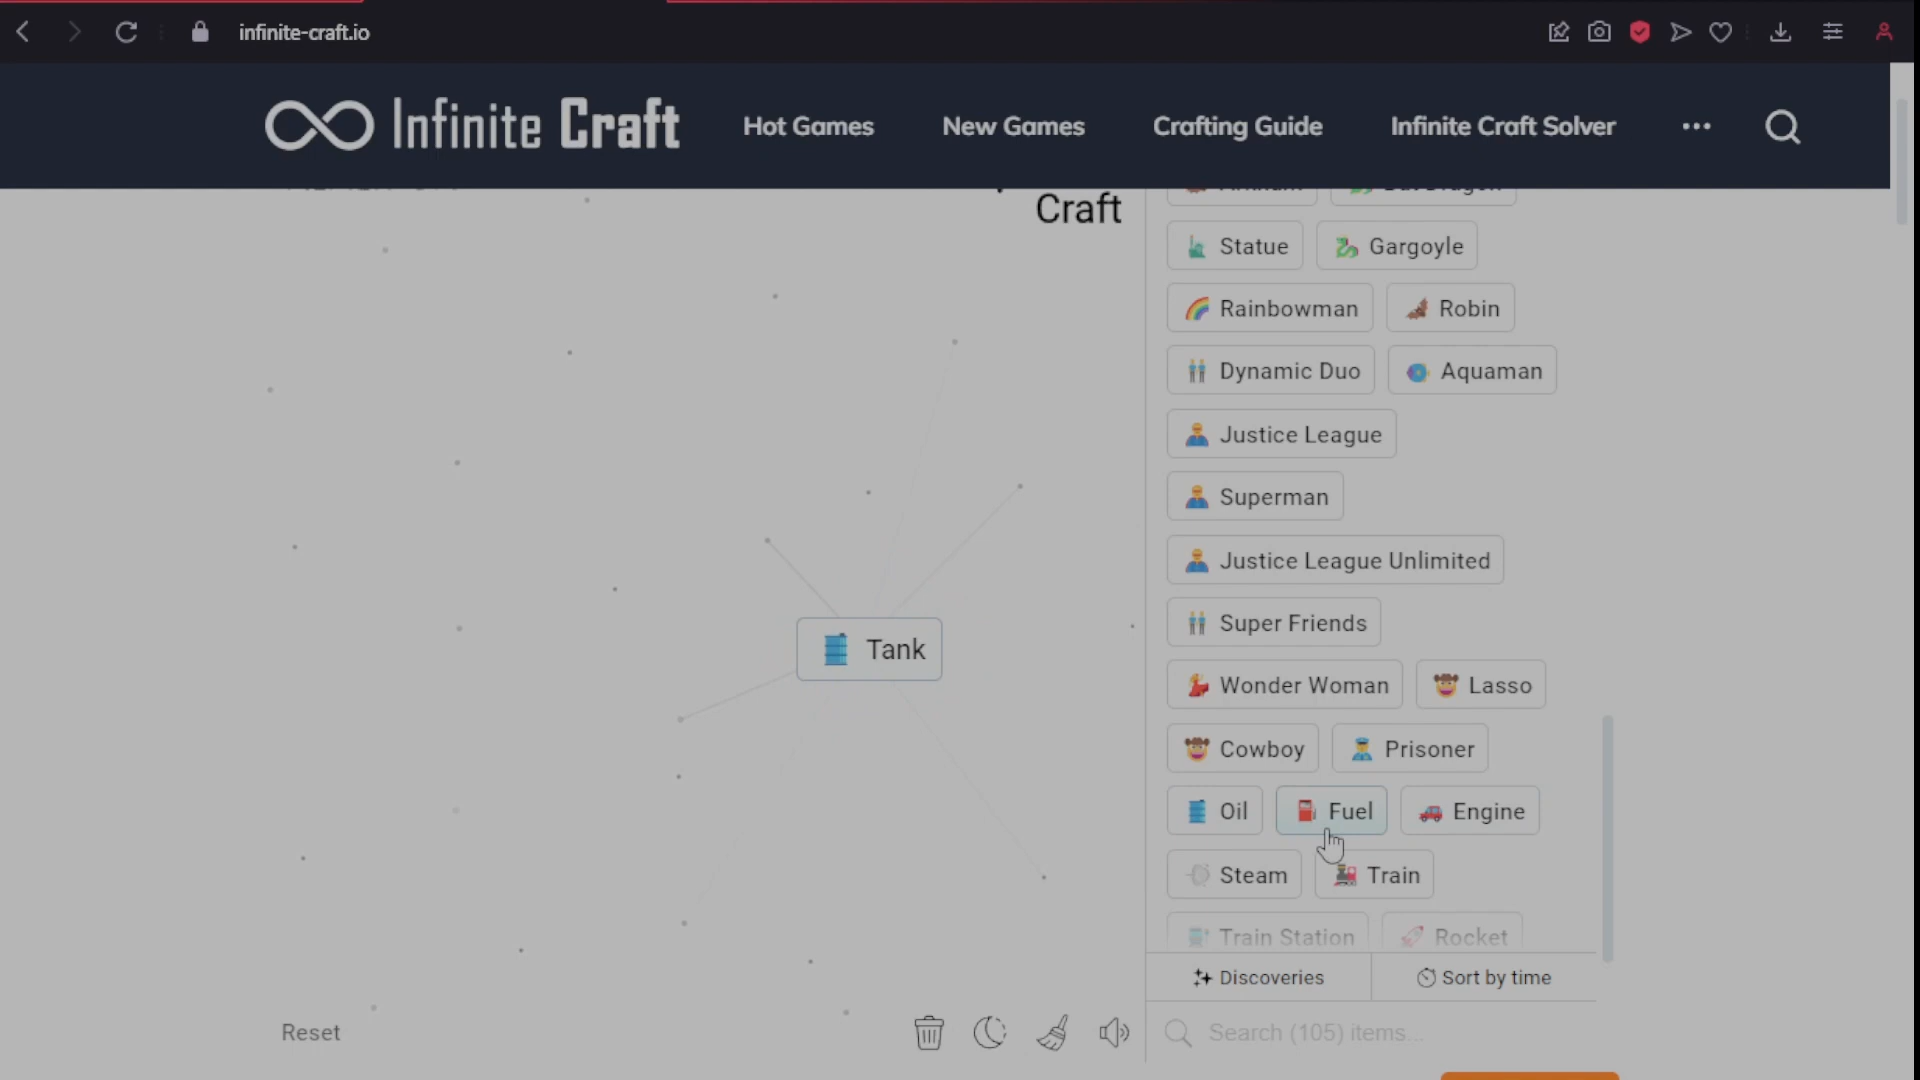 infinite-craft.io
Infinite Craft
Hot Games
New Games
Crafting Guide
Infinite Craft Solver
Craft
Statue
Gargoyle
Rainbowman
Robin
Dynamic Duo
Aquaman
Justice League
Superman
Justice League Unlimited
Super Friends
Tank
Wonder Woman
Lasso
Cowboy
Prisoner
Oil
Fuel
Engine
Steam
Train
Train Station
Rocket
Discoveries
Sort by time
Reset
Search (105) items...